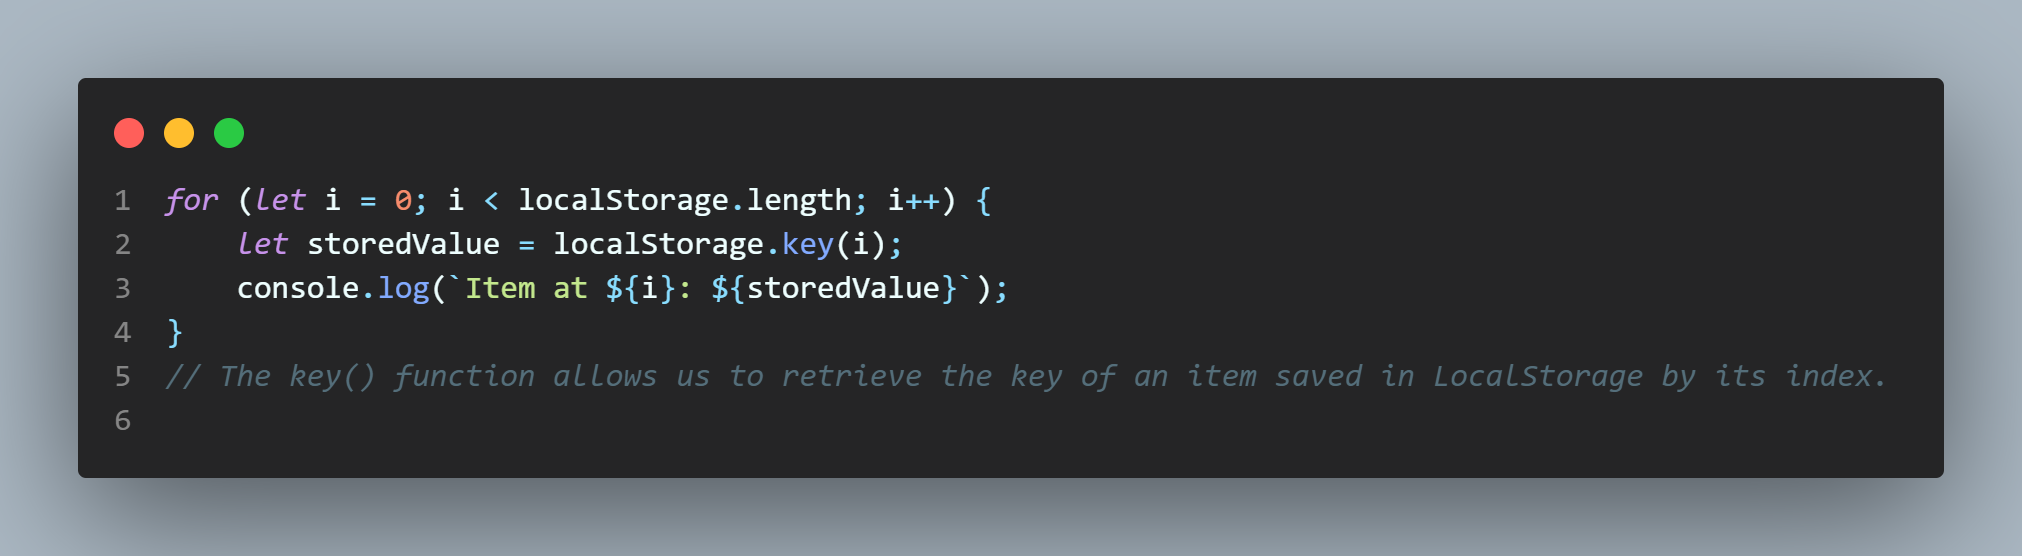 1 for (let i = 0; i < localStorage.length; i++) {
2     let storedValue = localStorage.key(i);
3     console.log(`Item at ${i}: ${storedValue}`);
4 }
5 // The key() function allows us to retrieve the key of an item saved in LocalStorage by its index.
6